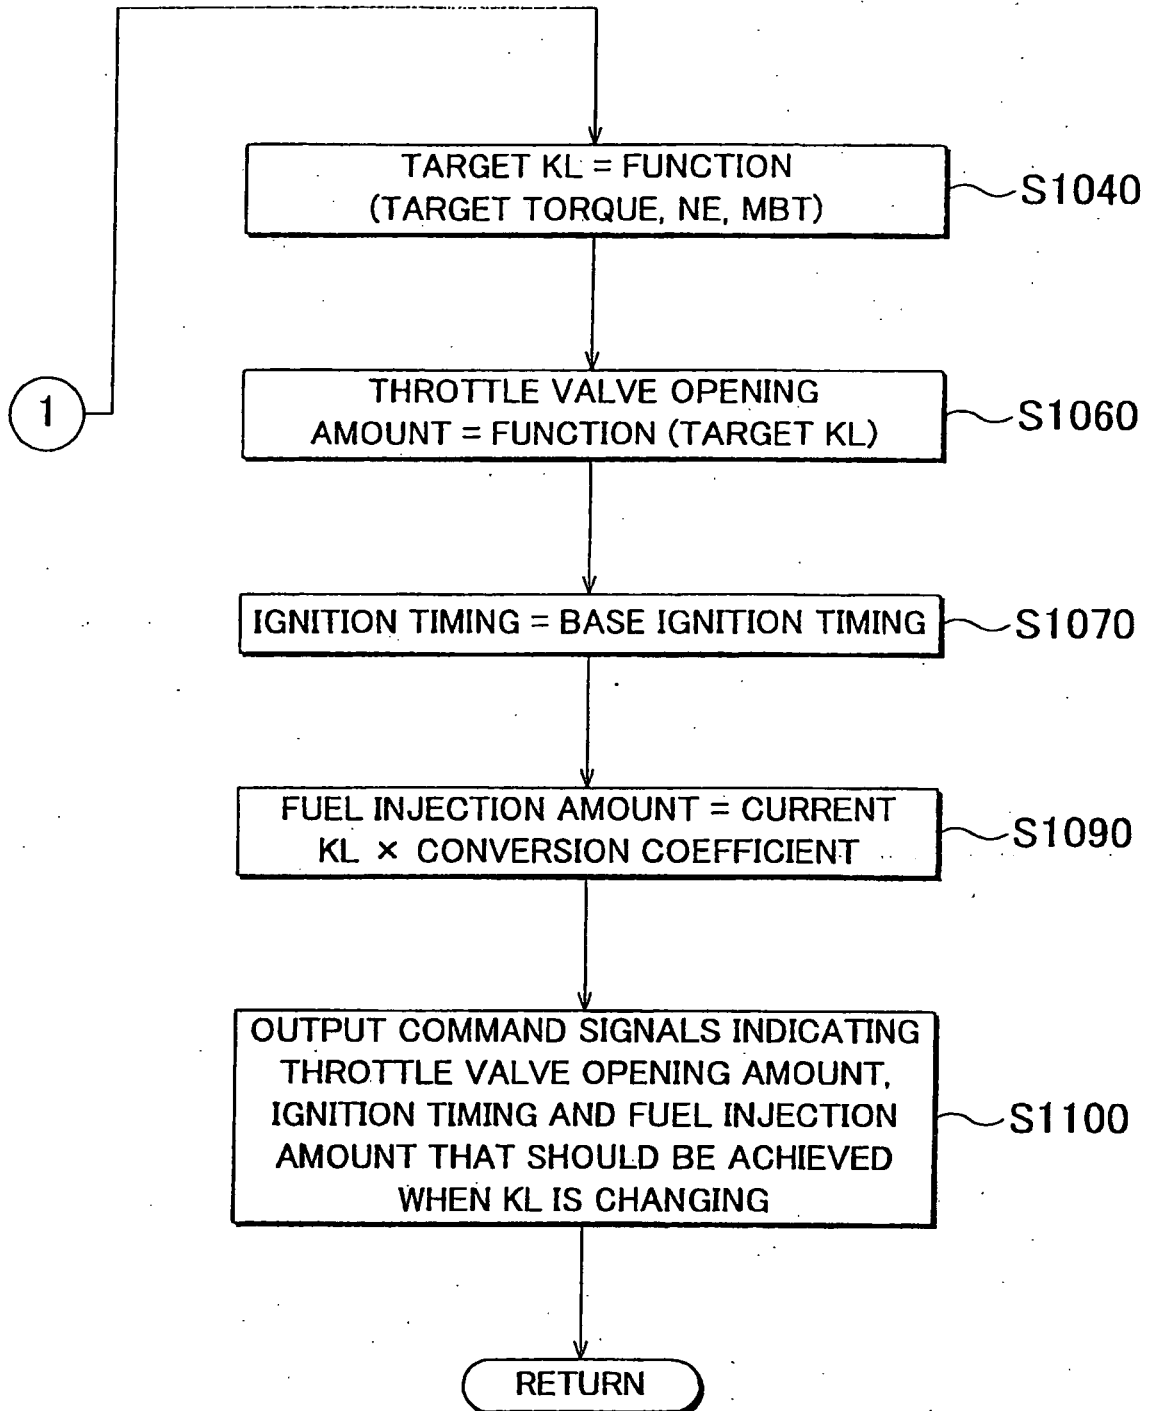 TARGET KL = FUNCTION
(TARGET TORQUE, NE, MBT)
S1040
1
THROTTLE VALVE OPENING
AMOUNT = FUNCTION (TARGET KL)
S1060
IGNITION TIMING = BASE IGNITION TIMING
S1070
FUEL INJECTION AMOUNT = CURRENT
KL × CONVERSION COEFFICIENT
S1090
OUTPUT COMMAND SIGNALS INDICATING
THROTTLE VALVE OPENING AMOUNT,
IGNITION TIMING AND FUEL INJECTION
AMOUNT THAT SHOULD BE ACHIEVED
WHEN KL IS CHANGING
S1100
RETURN